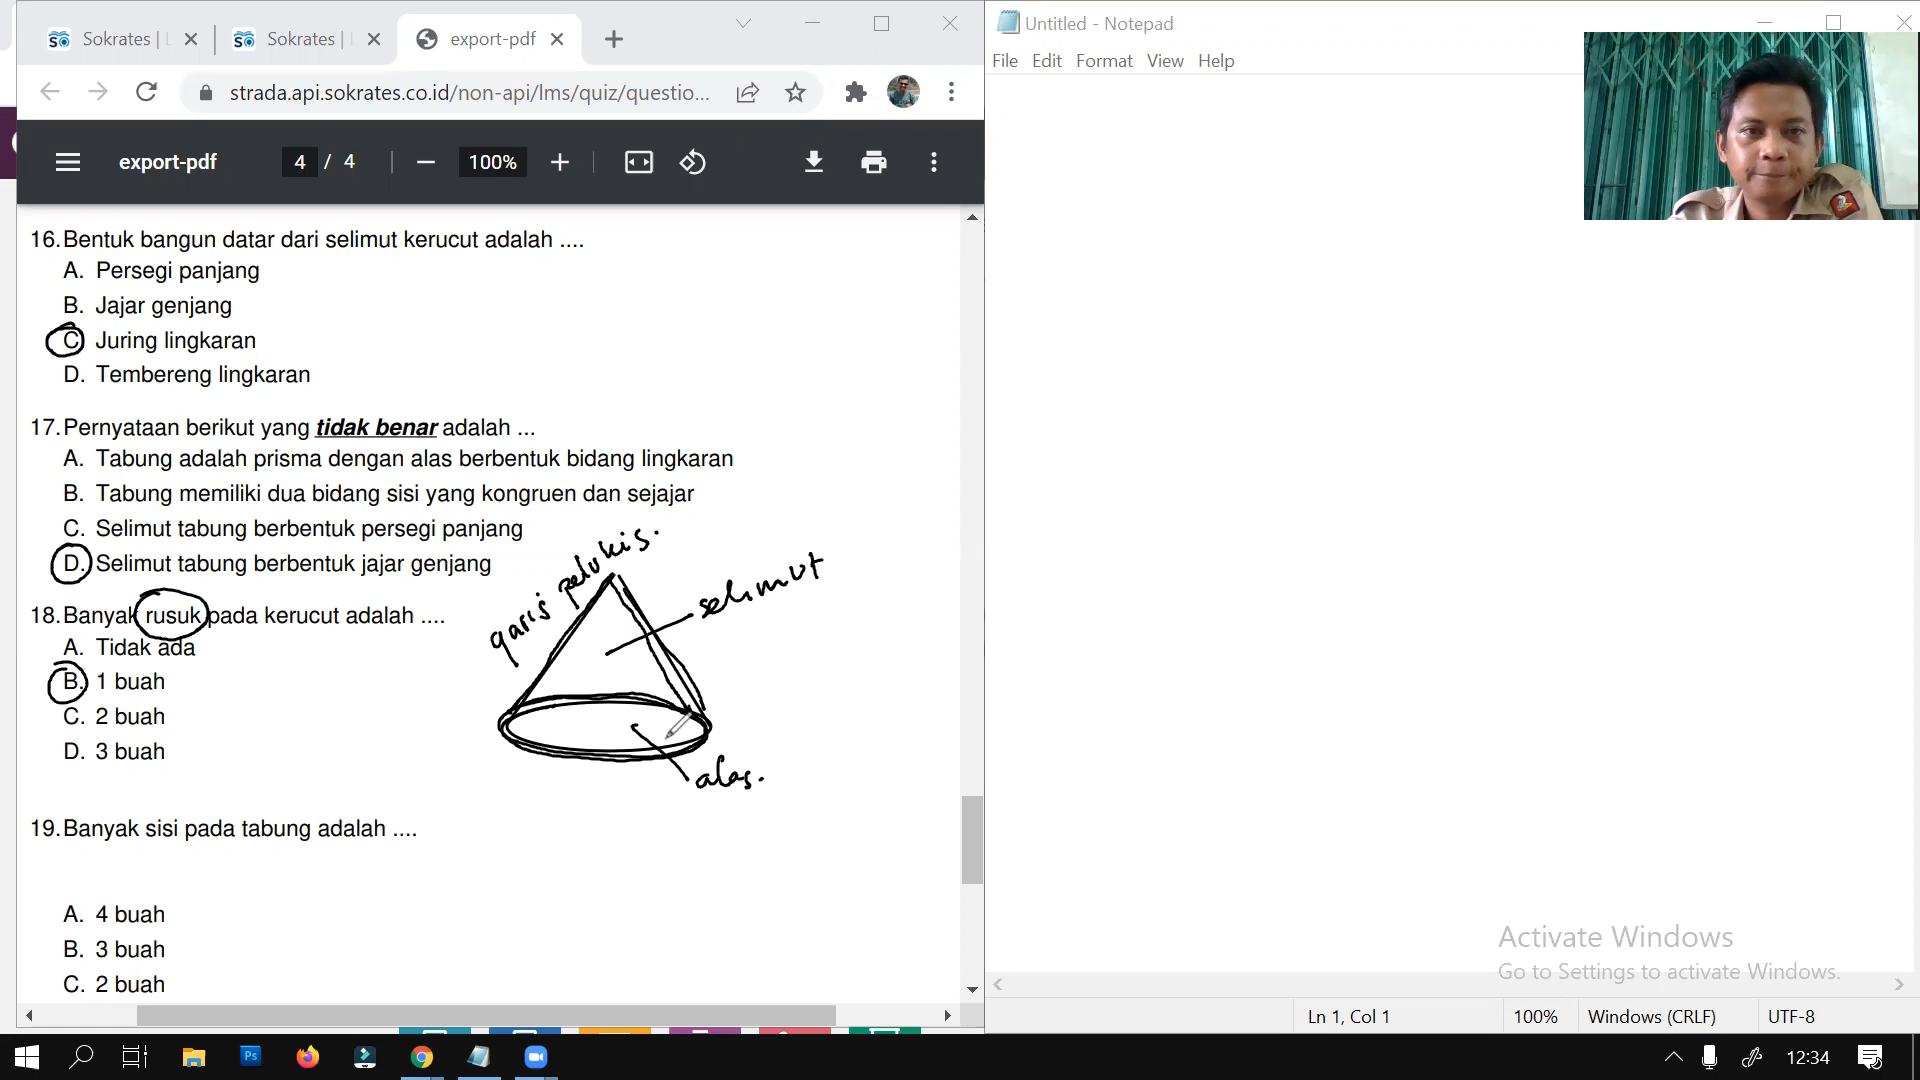 Sokrates |
Sokrates |
export-pdf
Untitled - Notepad
File Edit Format View Help
strada.api.sokrates.co.id/non-api/lms/quiz/questio...
export-pdf 4 / 4 100%
16. Bentuk bangun datar dari selimut kerucut adalah ....
A. Persegi panjang
B. Jajar genjang
C Juring lingkaran
D. Tembereng lingkaran
17. Pernyataan berikut yang tidak benar adalah ...
A. Tabung adalah prisma dengan alas berbentuk bidang lingkaran
B. Tabung memiliki dua bidang sisi yang kongruen dan sejajar
C. Selimut tabung berbentuk persegi panjang
D. Selimut tabung berbentuk jajar genjang
garis pelukis.
selimut
18. Banyak rusuk pada kerucut adalah ....
A. Tidak ada
B. 1 buah
C. 2 buah
D. 3 buah
alas.
19. Banyak sisi pada tabung adalah ....
A. 4 buah
B. 3 buah
C. 2 buah
Activate Windows
Go to Settings to activate Windows.
Ln 1, Col 1 100% Windows (CRLF) UTF-8
Ps
12:34